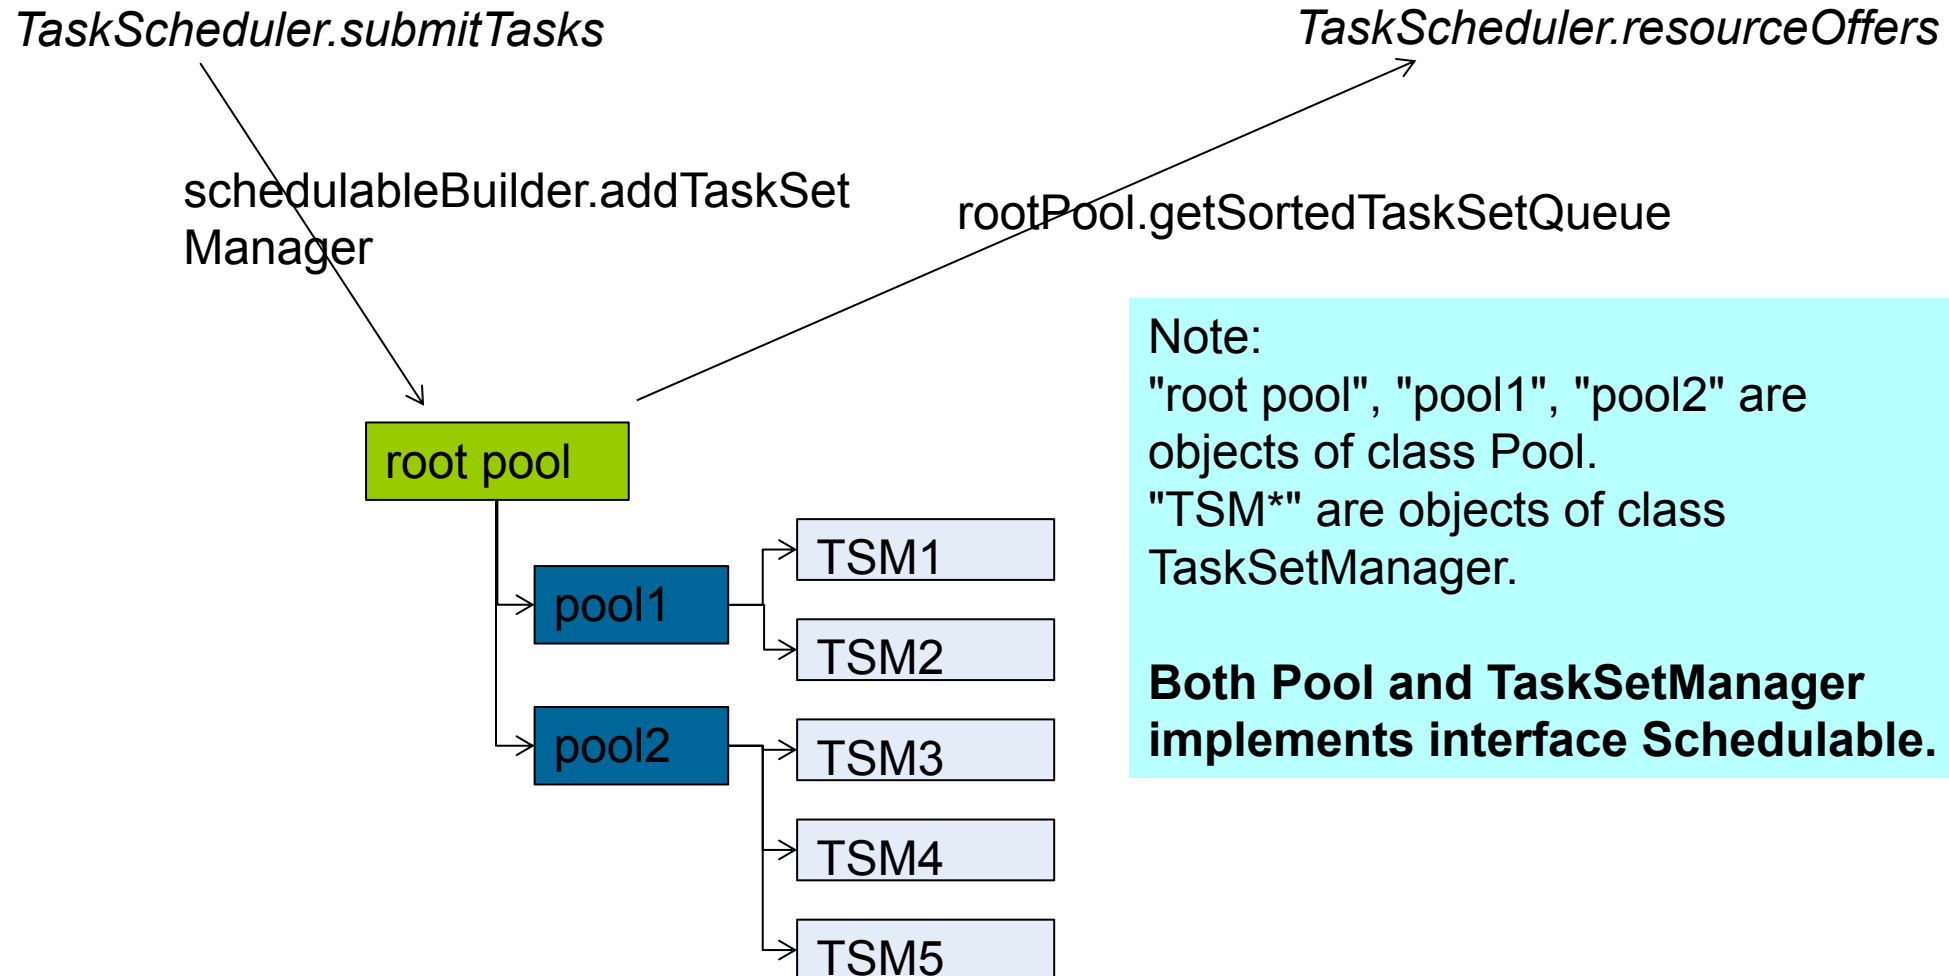 TaskScheduler.submitTasks
TaskScheduler.resourceOffers
schedulableBuilder.addTaskSet
Manager
rootPool.getSortedTaskSetQueue
Note:
"root pool", "pool1", "pool2" are
objects of class Pool.
"TSM*" are objects of class
TaskSetManager.
Both Pool and TaskSetManager
implements interface Schedulable.
root pool
pool1
TSM1
TSM2
pool2
TSM3
TSM4
TSM5